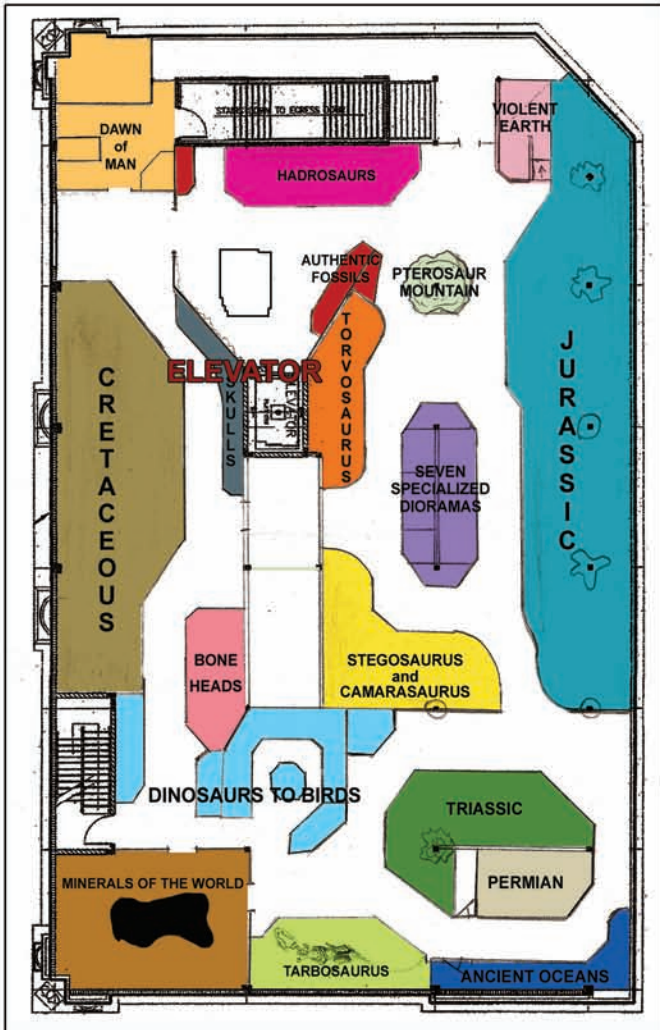 STAIRS DOWN TO EGRESS DOOR
VIOLENT
EARTH
DAWN
of
MAN
HADROSAURS
AUTHENTIC
FOSSILS
PTEROSAUR
MOUNTAIN
TORVOSAURUS
JURASSIC
CRETACEOUS
ELEVATOR
SKULLS
ELEVATOR
SEVEN
SPECIALIZED
DIORAMAS
BONE
HEADS
STEGOSAURUS
and
CAMARASAURUS
DINOSAURS TO BIRDS
TRIASSIC
MINERALS OF THE WORLD
PERMIAN
TARBOSAURUS
ANCIENT OCEANS